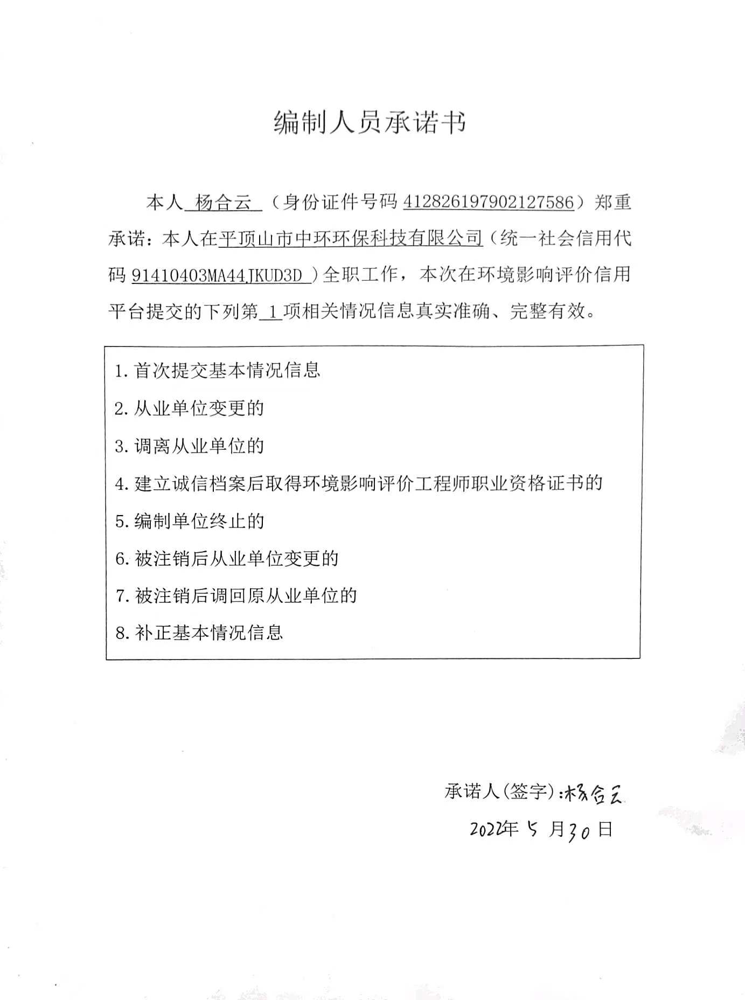 编制人员承诺书
本人 杨合云 （身份证件号码 412826197902127586）郑重
承诺：本人在平顶山市中环环保科技有限公司（统一社会信用代
码 91410403MA44JKUD3D )全职工作，本次在环境影响评价信用
平台提交的下列第 1 项相关情况信息真实准确、完整有效。
1. 首次提交基本情况信息
2. 从业单位变更的
3. 调离从业单位的
4. 建立诚信档案后取得环境影响评价工程师职业资格证书的
5. 编制单位终止的
6. 被注销后从业单位变更的
7. 被注销后调回原从业单位的
8. 补正基本情况信息
承诺人(签字)：杨合云
2022年 5 月30日